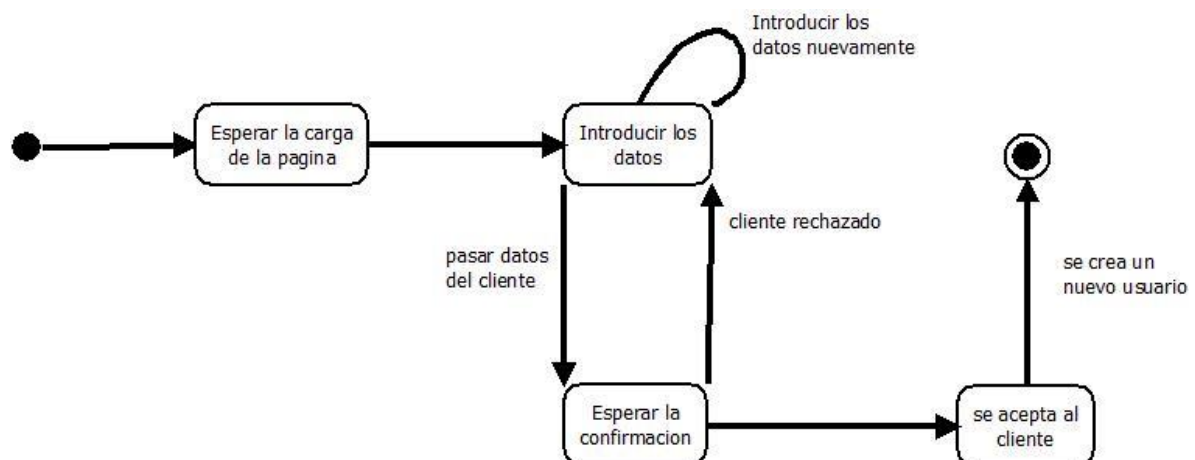 Introducir los
datos nuevamente
Esperar la carga
de la pagina
Introducir los
datos
cliente rechazado
pasar datos
del cliente
se crea un
nuevo usuario
Esperar la
confirmacion
se acepta al
cliente